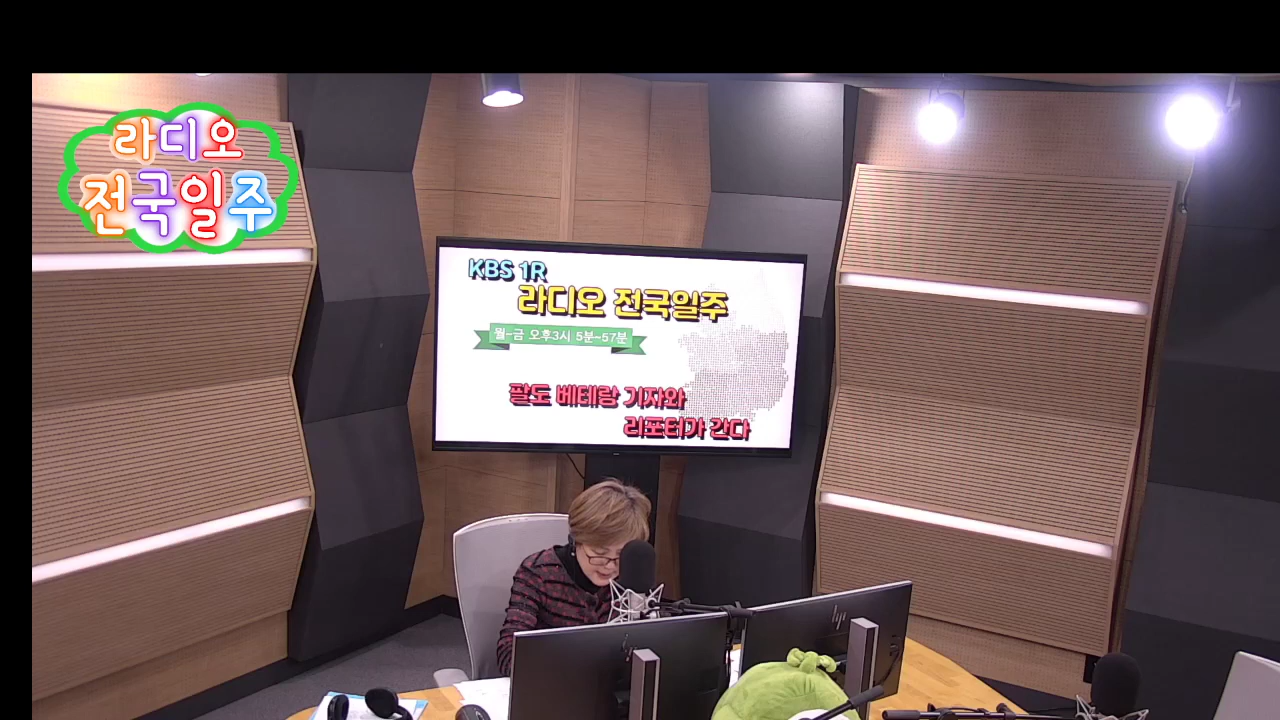 라디오
전국일주
KBS 1R
라디오 전국일주
월-금 오후3시 5분~57분
팔도 베테랑 기자와
리포터가 간다
hp